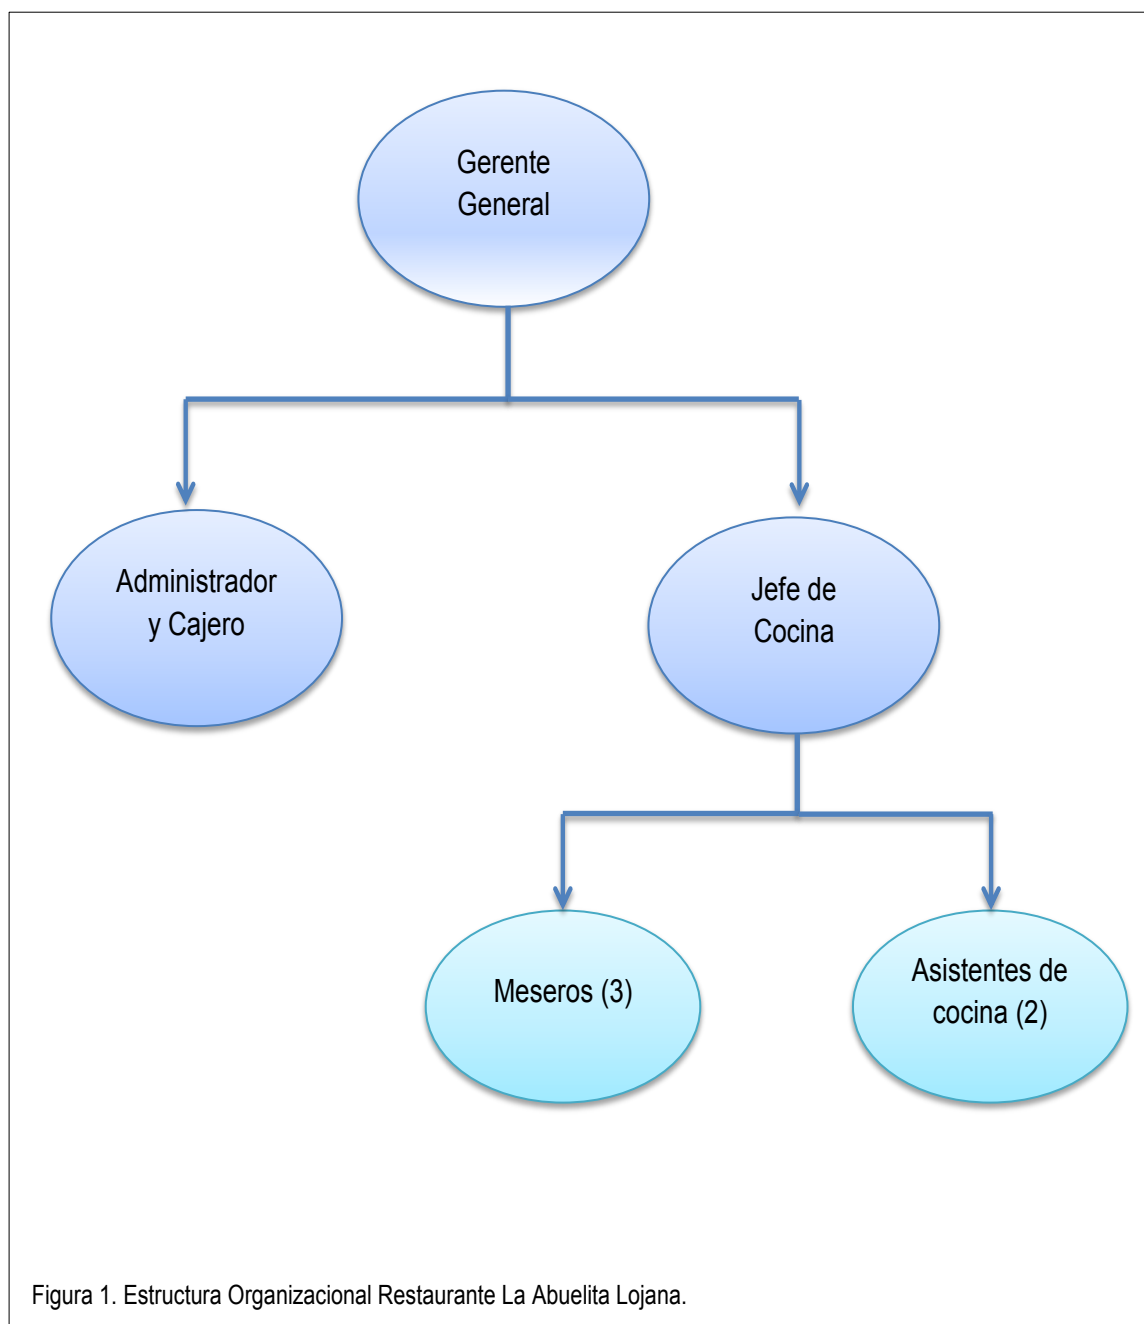 Gerente
General
Administrador
y Cajero
Jefe de
Cocina
Meseros (3)
Asistentes de
cocina (2)
Figura 1. Estructura Organizacional Restaurante La Abuelita Lojana.